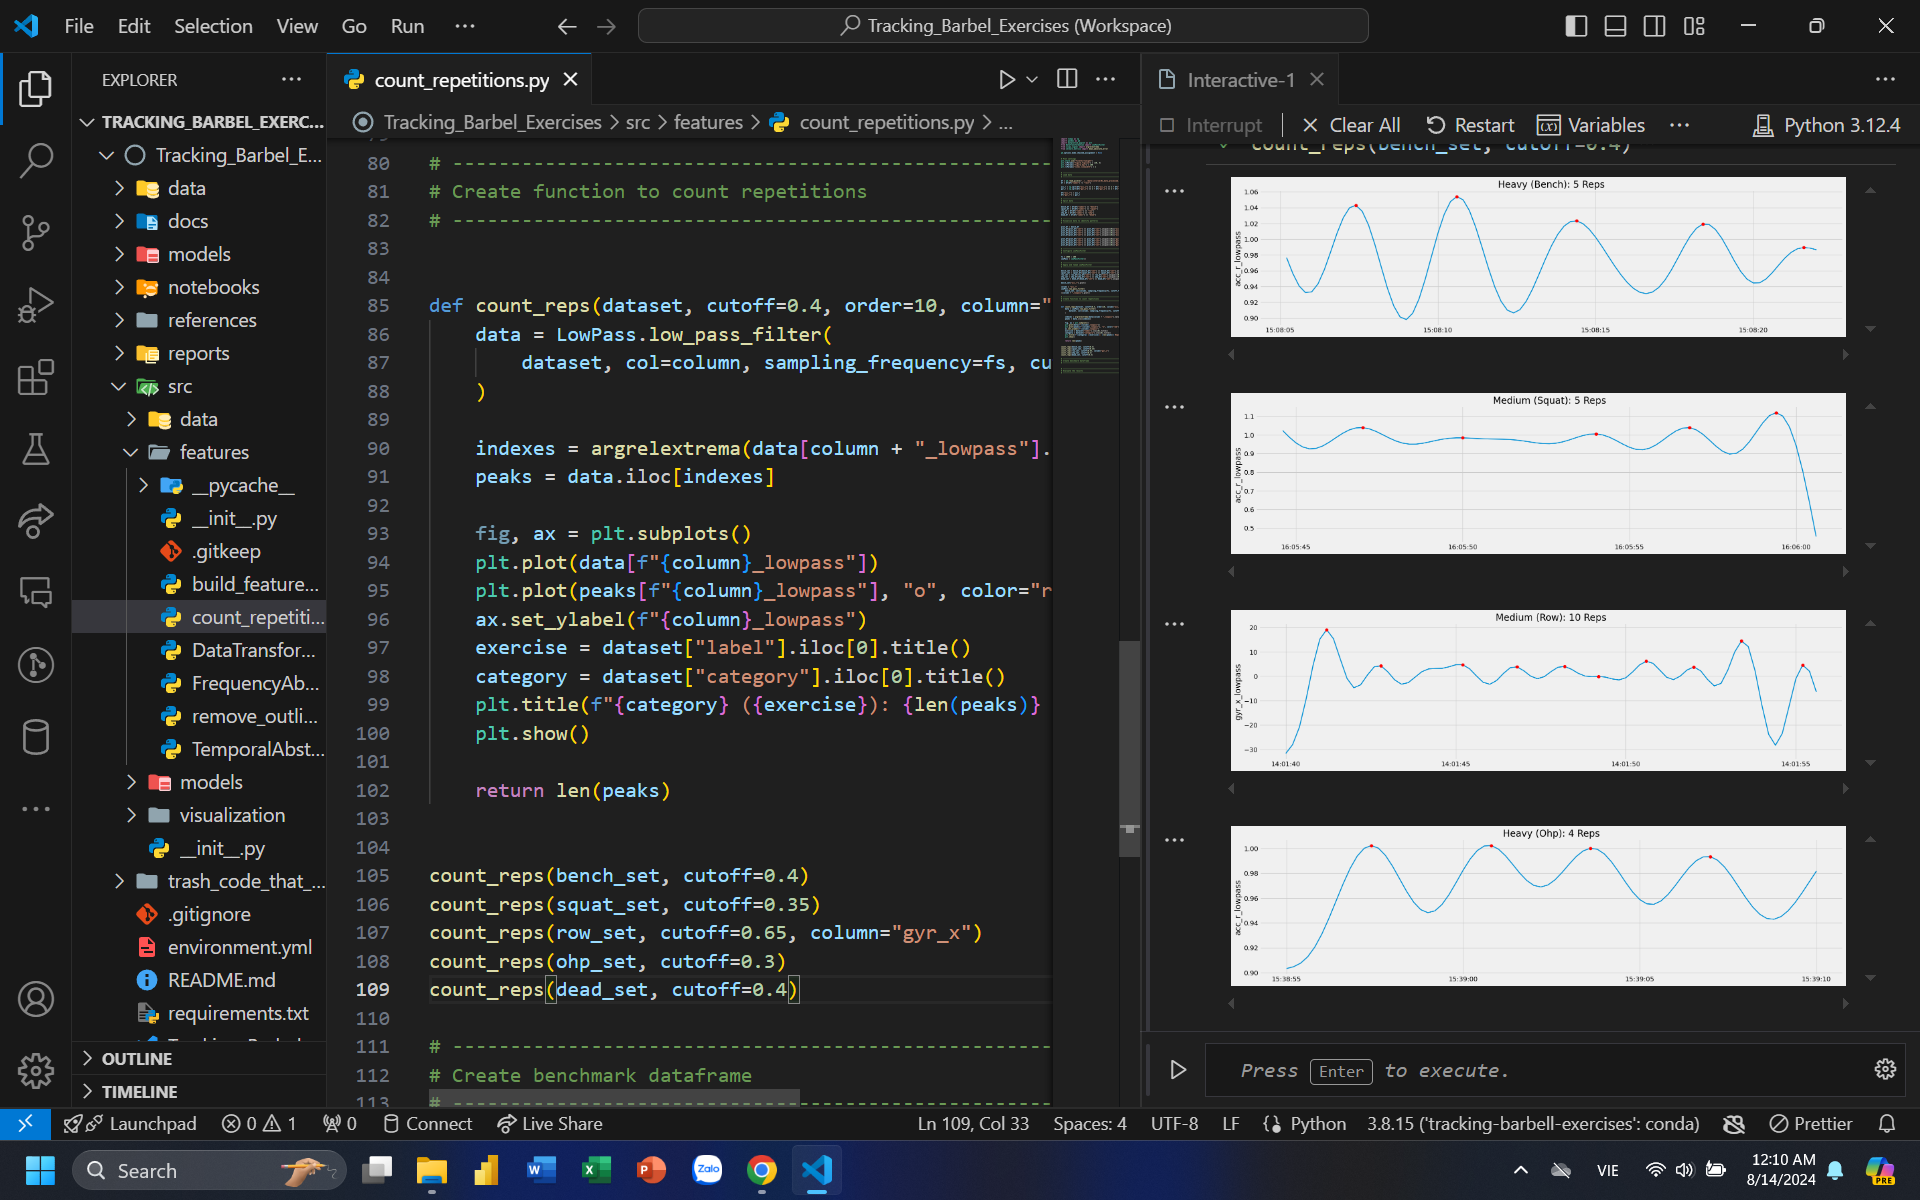 File Edit Selection View Go Run ...
Tracking_Barbel_Exercises (Workspace)
EXPLORER
TRACKING_BARBEL_EXERC...
Tracking_Barbel_E...
data
docs
models
notebooks
references
reports
src
data
features
__pycache__
__init__.py
.gitkeep
build_feature...
count_repetiti...
DataTransfor...
FrequencyAb...
remove_outli...
TemporalAbst...
models
visualization
__init__.py
trash_code_that_...
.gitignore
environment.yml
README.md
requirements.txt
OUTLINE
TIMELINE
count_repetitions.py
Tracking_Barbel_Exercises > src > features > count_repetitions.py > ...
80 # ----------------------------------------------------
81 # Create function to count repetitions
82 # ----------------------------------------------------
83
84
85 def count_reps(dataset, cutoff=0.4, order=10, column="
86 data = LowPass.low_pass_filter(
87 dataset, col=column, sampling_frequency=fs, cu
88 )
89
90 indexes = argrelextrema(data[column + "_lowpass"].
91 peaks = data.iloc[indexes]
92
93 fig, ax = plt.subplots()
94 plt.plot(data[f"{column}_lowpass"])
95 plt.plot(peaks[f"{column}_lowpass"], "o", color="r
96 ax.set_ylabel(f"{column}_lowpass")
97 exercise = dataset["label"].iloc[0].title()
98 category = dataset["category"].iloc[0].title()
99 plt.title(f"{category} ({exercise}): {len(peaks)}
100 plt.show()
101
102 return len(peaks)
103
104
105 count_reps(bench_set, cutoff=0.4)
106 count_reps(squat_set, cutoff=0.35)
107 count_reps(row_set, cutoff=0.65, column="gyr_x")
108 count_reps(ohp_set, cutoff=0.3)
109 count_reps(dead_set, cutoff=0.4)
110
111 # ----------------------------------------------------
112 # Create benchmark dataframe
113 # ----------------------------------------------------
Interactive-1
Interrupt Clear All Restart Variables ... Python 3.12.4
count_reps(bench_set, cutoff=0.4)
Heavy (Bench): 5 Reps
acc_r_lowpass
1.06
1.04
1.02
1.00
0.98
0.96
0.94
0.92
0.90
15:08:05 15:08:10 15:08:15 15:08:20
Medium (Squat): 5 Reps
acc_r_lowpass
1.1
1.0
0.9
0.8
0.7
0.6
0.5
16:05:45 16:05:50 16:05:55 16:06:00
Medium (Row): 10 Reps
gyr_x_lowpass
20
10
0
−10
−20
−30
14:01:40 14:01:45 14:01:50 14:01:55
Heavy (Ohp): 4 Reps
acc_r_lowpass
1.00
0.98
0.96
0.94
0.92
0.90
15:38:55 15:39:00 15:39:05 15:39:10
Press Enter to execute.
Launchpad 0 1 0 Connect Live Share Ln 109, Col 33 Spaces: 4 UTF-8 LF Python 3.8.15 ('tracking-barbell-exercises': conda) Prettier
Search
Zalo
VIE
12:10 AM
8/14/2024
PRE